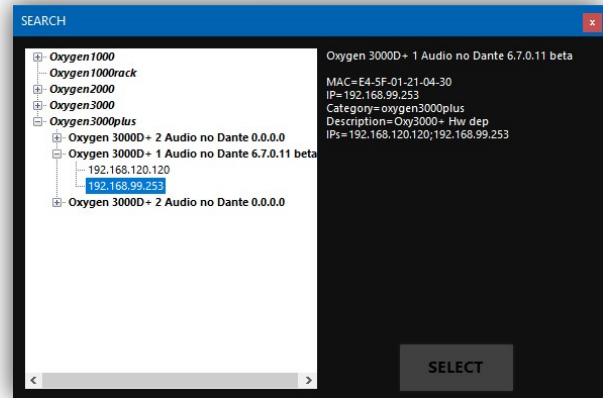 SEARCH
x
Oxygen1000
Oxygen1000rack
Oxygen2000
Oxygen3000
Oxygen3000plus
Oxygen 3000D+ 2 Audio no Dante 0.0.0.0
Oxygen 3000D+ 1 Audio no Dante 6.7.0.11 beta
192.168.120.120
192.168.99.253
Oxygen 3000D+ 2 Audio no Dante 0.0.0.0
Oxygen 3000D+ 1 Audio no Dante 6.7.0.11 beta
MAC=E4-5F-01-21-04-30
IP=192.168.99.253
Category=oxygen3000plus
Description=Oxy3000+ Hw dep
IPs=192.168.120.120;192.168.99.253
SELECT